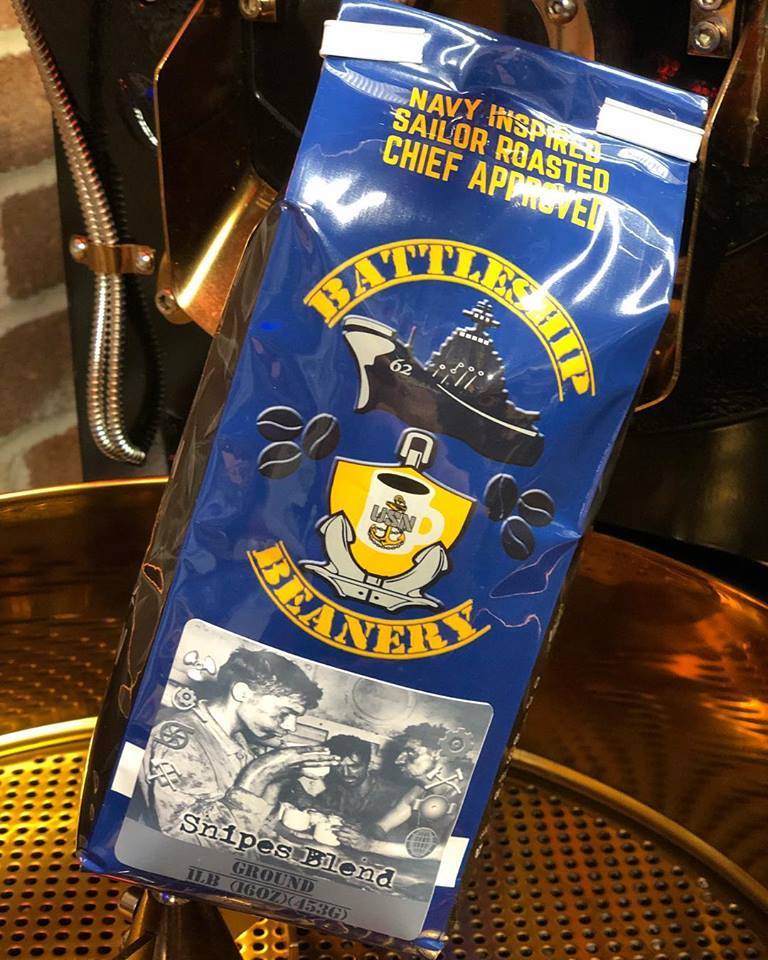 NAVY INSPIRED
SAILOR ROASTED
CHIEF APPROVED
BATTLESHIP
62
USN
BEANERY
Snipes Blend
GROUND
1LB (16OZ)(453G)